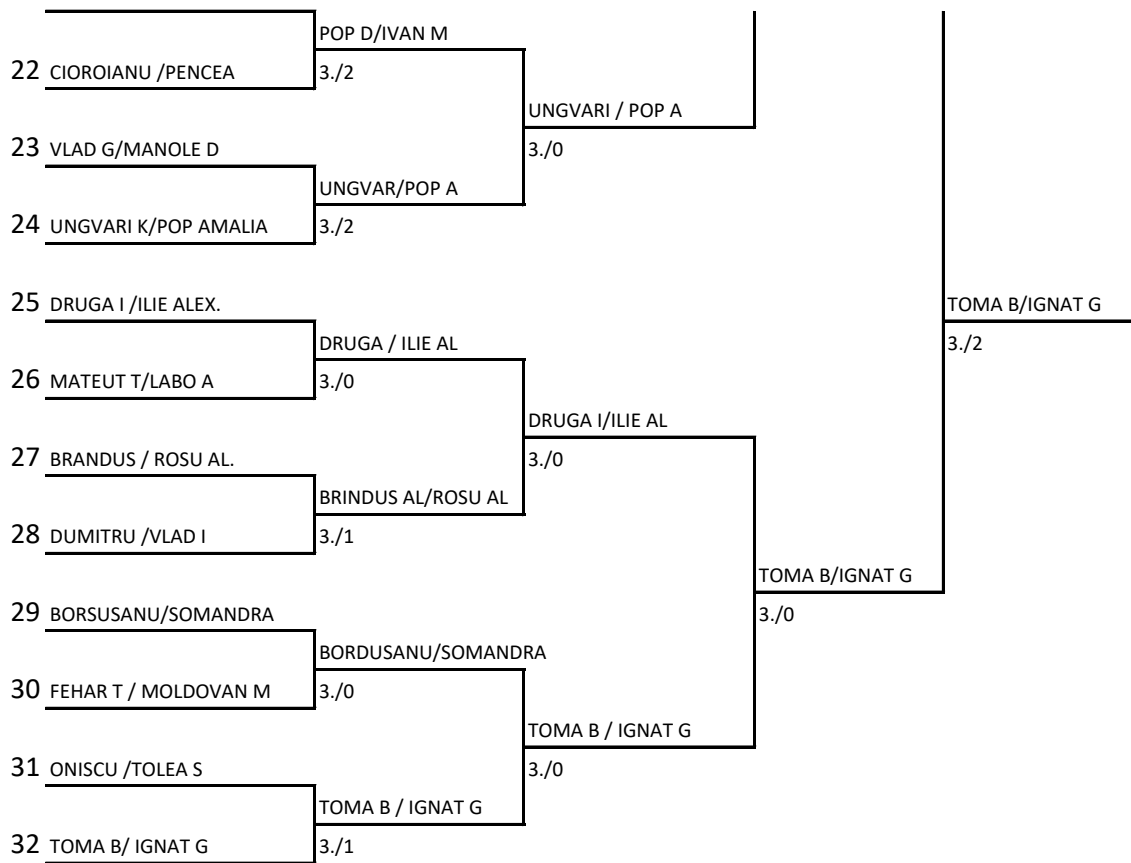 POP D/IVAN M
22 CIOROIANU /PENCEA 3./2
UNGVARI / POP A
23 VLAD G/MANOLE D 3./0
UNGVAR/POP A
24 UNGVARI K/POP AMALIA 3./2
25 DRUGA I /ILIE ALEX. TOMA B/IGNAT G
DRUGA / ILIE AL 3./2
26 MATEUT T/LABO A 3./0
DRUGA I/ILIE AL
27 BRANDUS / ROSU AL. 3./0
BRINDUS AL/ROSU AL
28 DUMITRU /VLAD I 3./1
TOMA B/IGNAT G
29 BORSUSANU/SOMANDRA 3./0
BORDUSANU/SOMANDRA
30 FEHAR T / MOLDOVAN M 3./0
TOMA B / IGNAT G
31 ONISCU /TOLEA S 3./0
TOMA B / IGNAT G
32 TOMA B/ IGNAT G 3./1